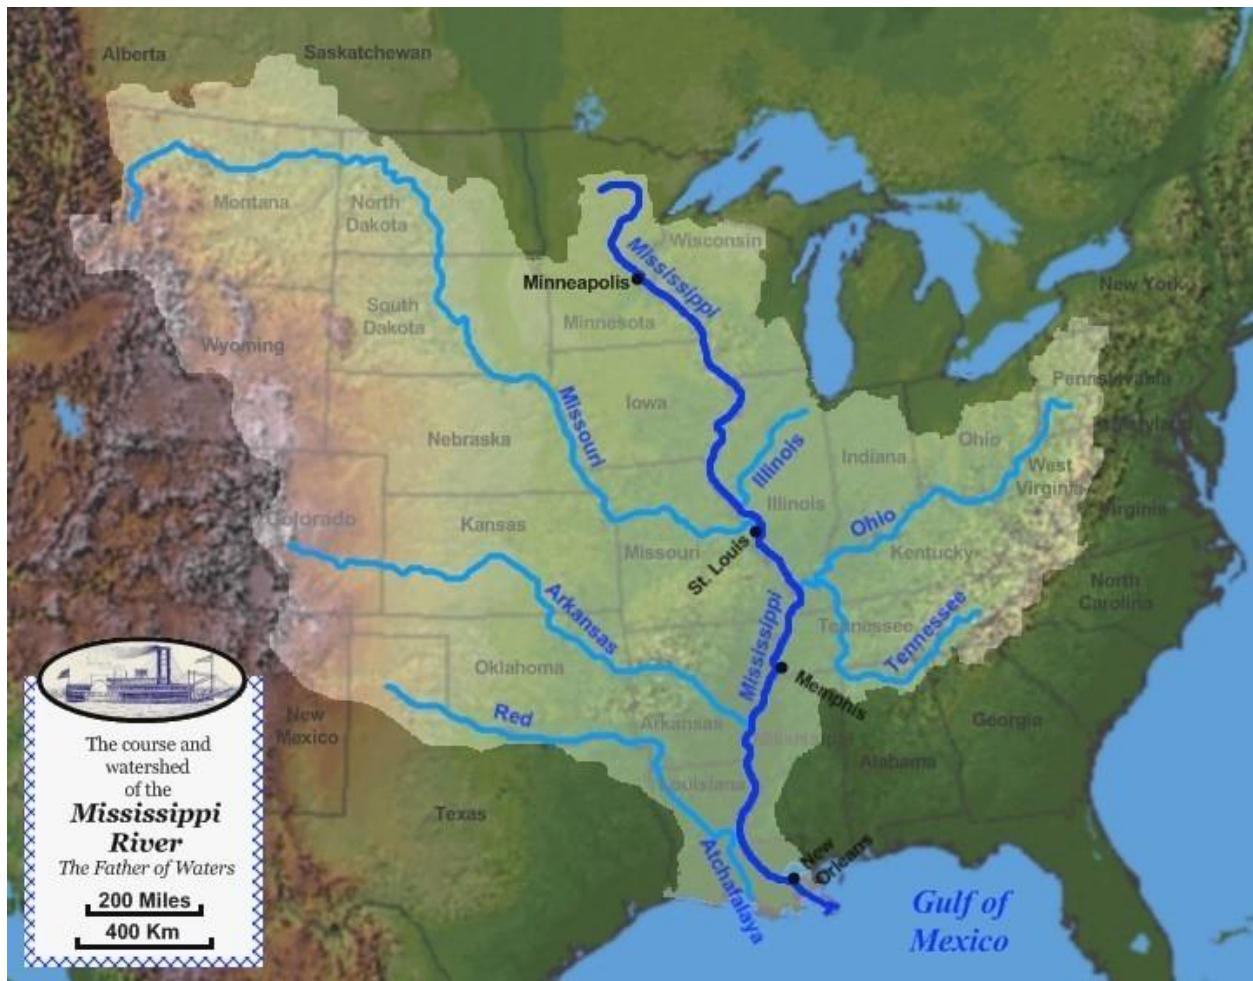 Alberta
Saskatchewan
Montana
North
Dakota
Wisconsin
Mississippi
Minneapolis
New York
South
Dakota
Minnesota
Wyoming
Pennsylvania
Iowa
Missouri
Nebraska
Illinois
Indiana
Ohio
Maryland
West
Virginia
Illinois
Colorado
Kansas
Ohio
Virginia
Missouri
St. Louis
Kentucky
Arkansas
Mississippi
Tennessee
Tennessee
North
Carolina
Oklahoma
Memphis
Red
New
Mexico
Arkansas
Mississippi
Georgia
Alabama
Louisiana
Texas
Atchafalaya
New
Orleans
Gulf of
Mexico
The course and
watershed
of the
Mississippi
River
The Father of Waters
200 Miles
400 Km